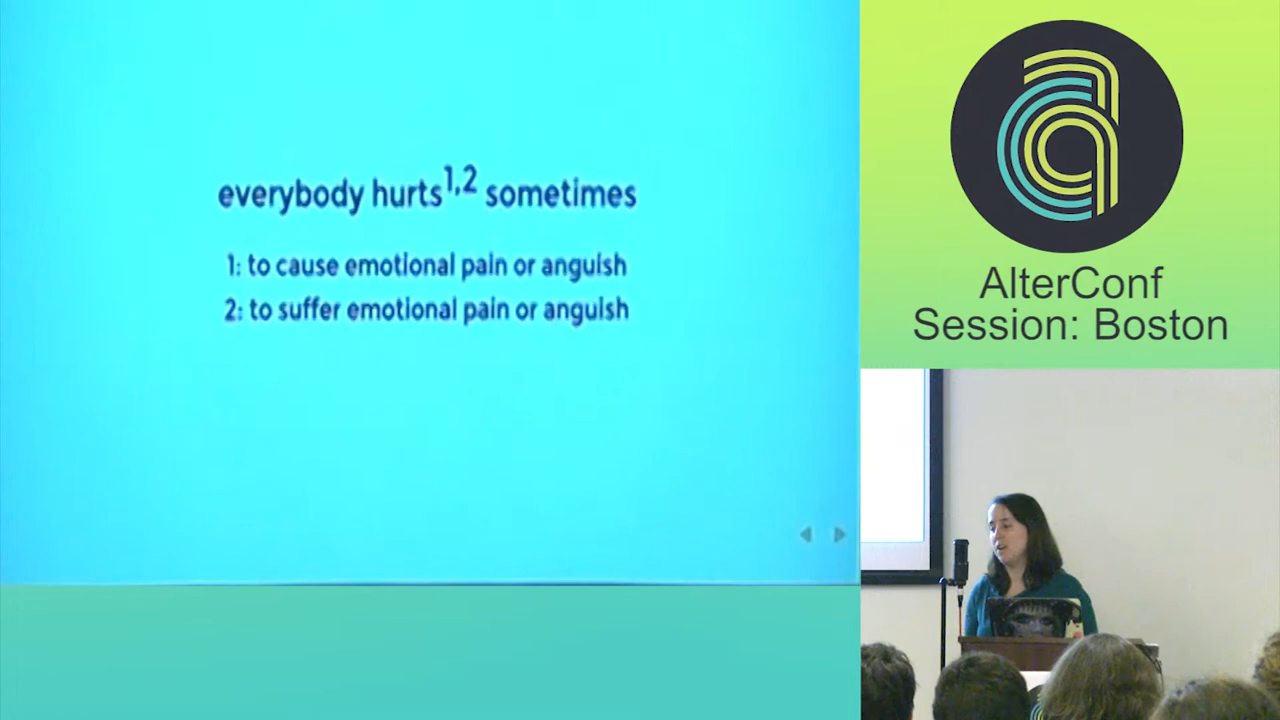 everybody hurts1,2 sometimes
1: to cause emotional pain or anguish
2: to suffer emotional pain or anguish
AlterConf
Session: Boston